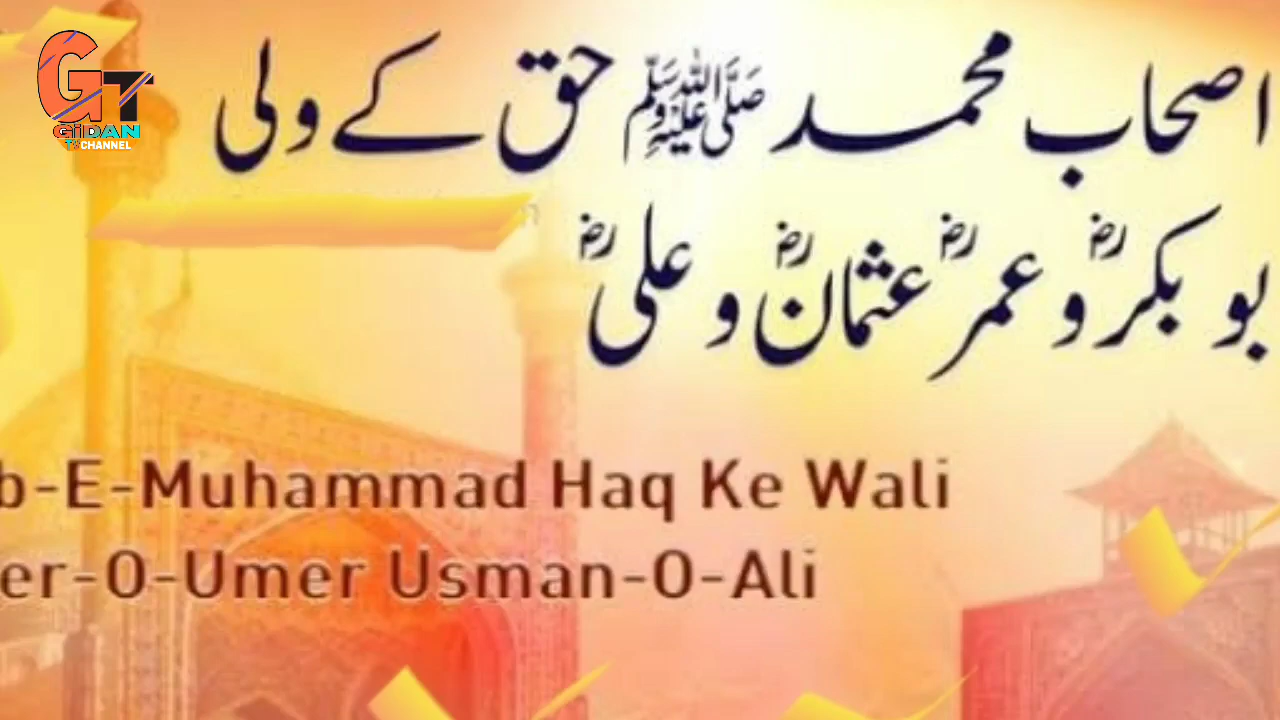 GT
GiDAN
TV CHANNEL
اصحاب محمد ﷺ حق کے ولی
بو بکرؓ و عمرؓ عثمانؓ و علیؓ
b-E-Muhammad Haq Ke Wali
er-O-Umer Usman-O-Ali